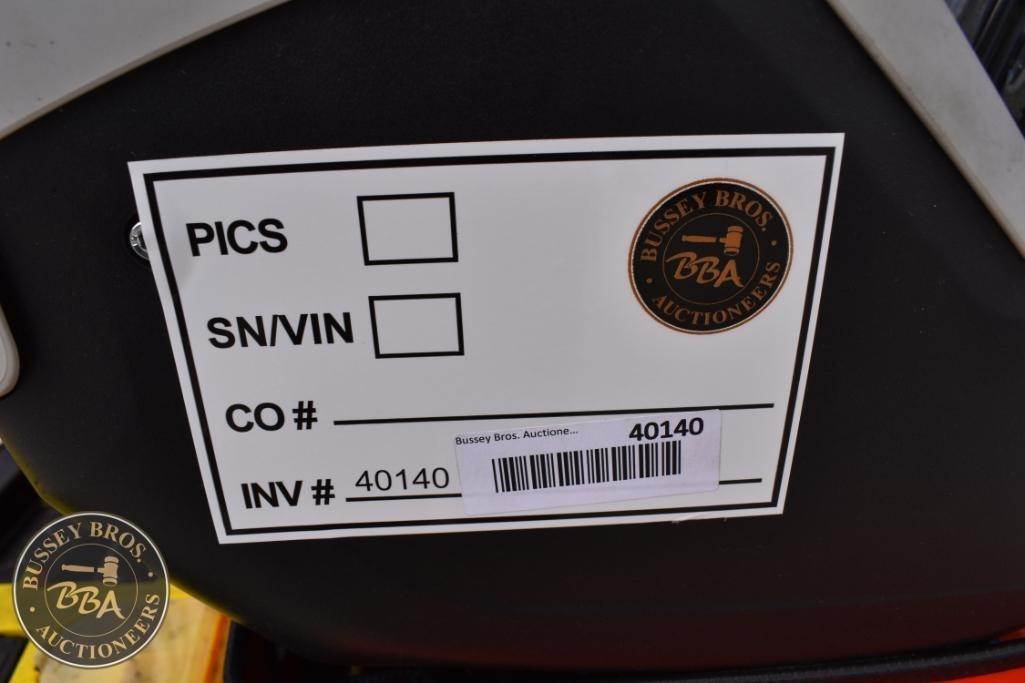 PICS
BUSSEY BROS.
BBA
AUCTIONEERS
SN/VIN
CO #
Bussey Bros. Auctione... 40140
INV # 40140
BUSSEY BROS.
BBA
AUCTIONEERS